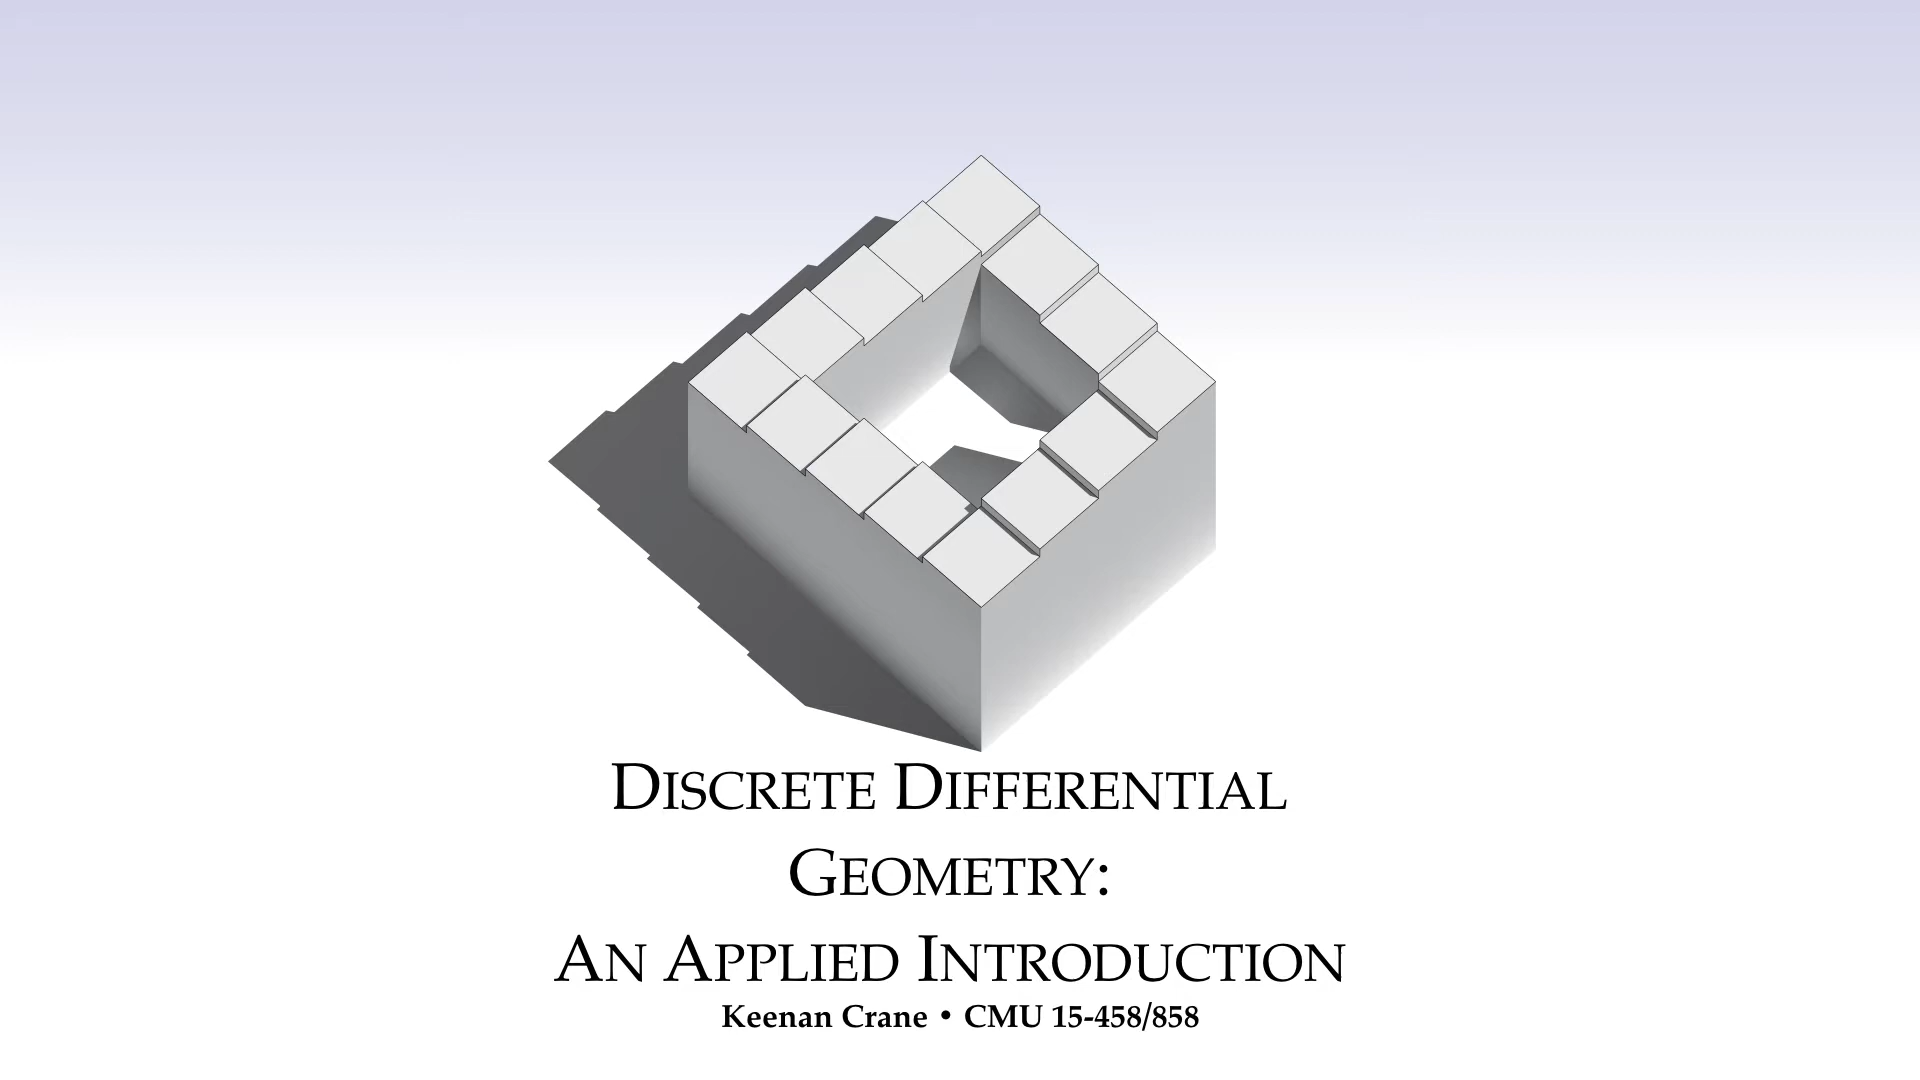 DISCRETE DIFFERENTIAL
GEOMETRY:
AN APPLIED INTRODUCTION
Keenan Crane • CMU 15-458/858